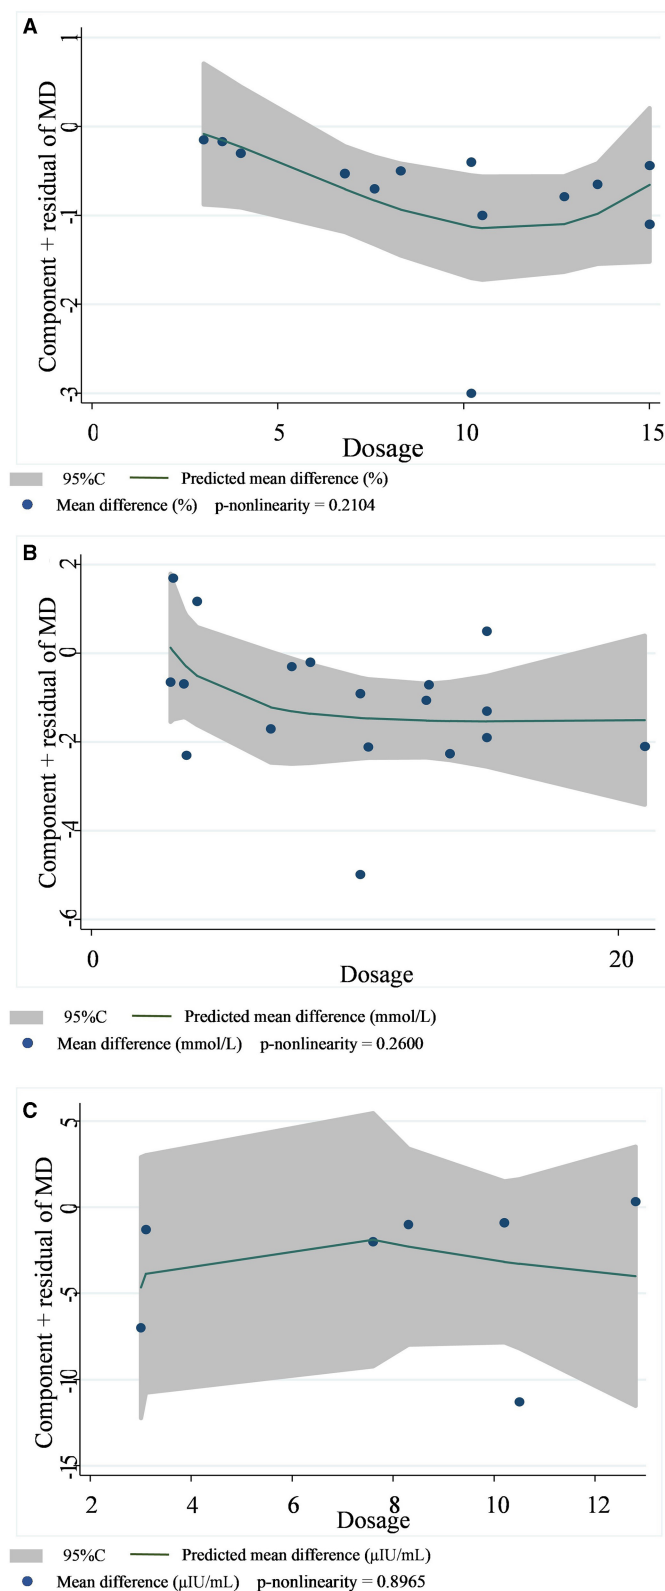 A
Component + residual of MD
1
0
-1
-2
-3
0 5 10 15
Dosage
95%C Predicted mean difference (%)
Mean difference (%) p-nonlinearity = 0.2104
B
Component + residual of MD
2
0
-2
-4
-6
0 20
Dosage
95%C Predicted mean difference (mmol/L)
Mean difference (mmol/L) p-nonlinearity = 0.2600
C
Component + residual of MD
5
0
-5
-10
-15
2 4 6 8 10 12
Dosage
95%C Predicted mean difference (μIU/mL)
Mean difference (μIU/mL) p-nonlinearity = 0.8965